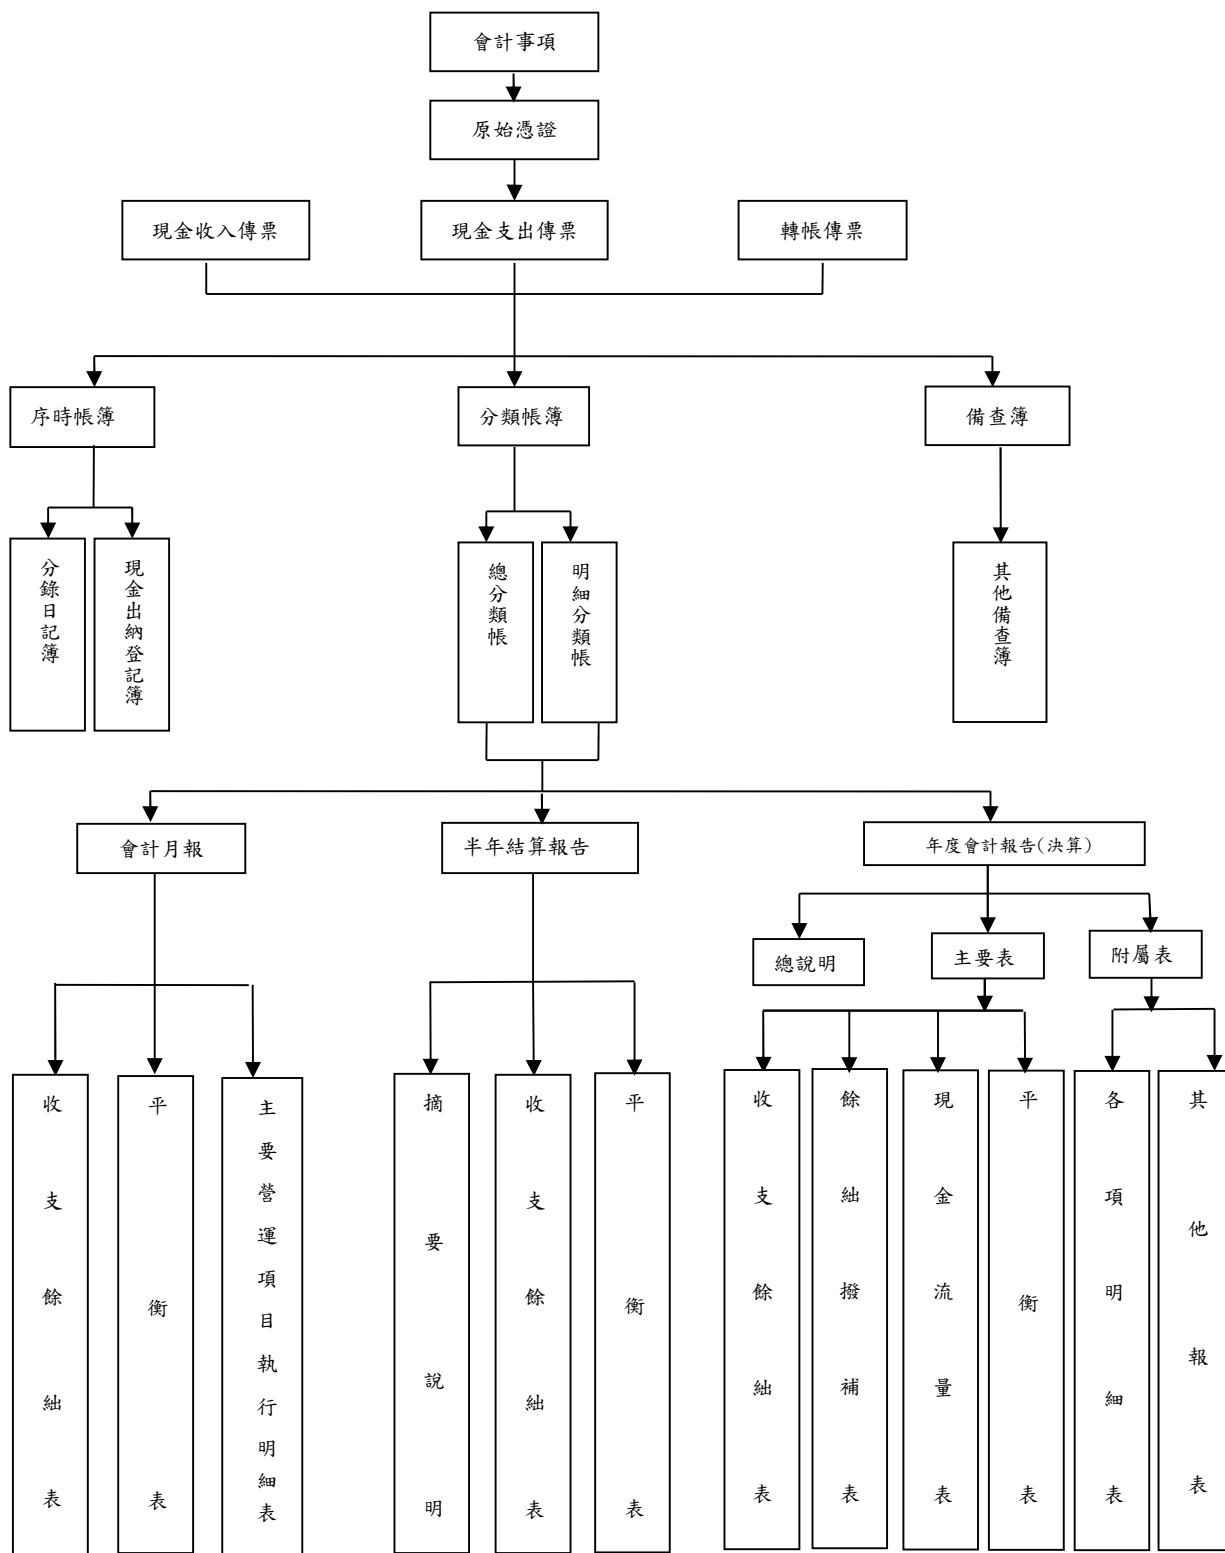 會計事項
原始憑證
現金收入傳票
現金支出傳票
轉帳傳票
序時帳簿
分類帳簿
備查簿
分錄日記簿
現金出納登記簿
總分類帳
明細分類帳
其他備查簿
會計月報
半年結算報告
年度會計報告(決算)
總說明
主要表
附屬表
收支餘絀表
平衡表
主要營運項目執行明細表
摘要說明
收支餘絀表
平衡表
收支餘絀表
餘絀撥補表
現金流量表
平衡表
各項明細表
其他報表